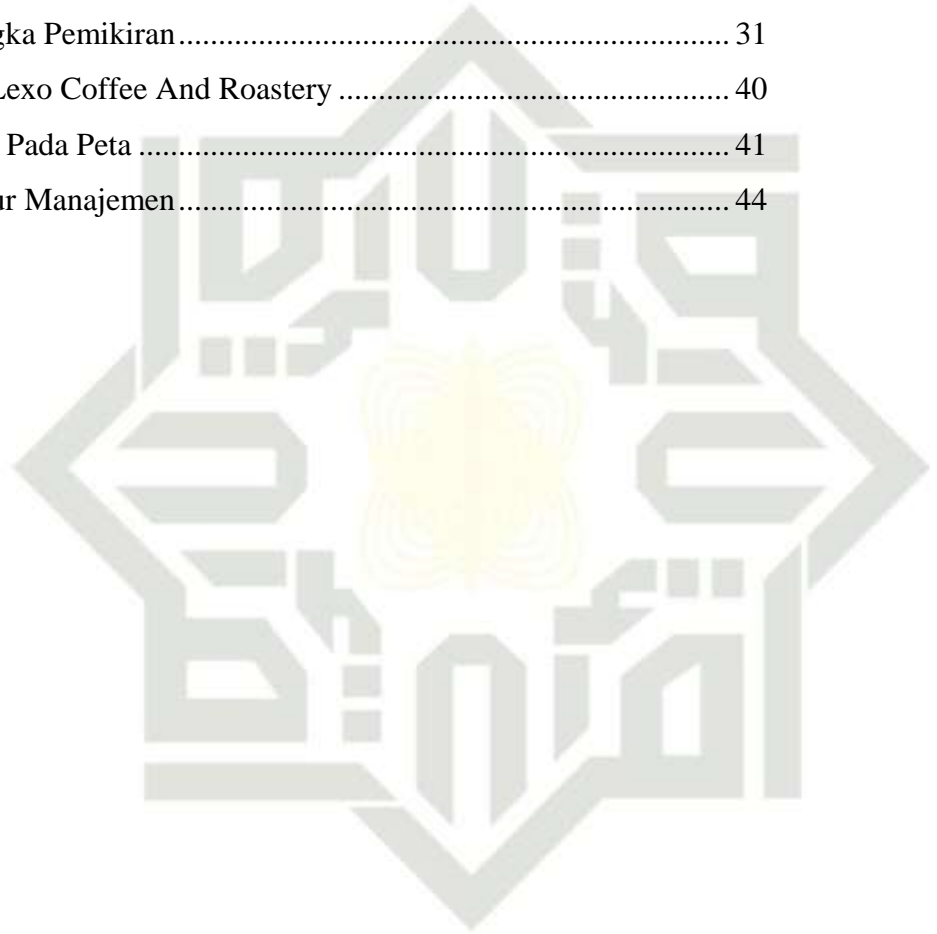 gka Pemikiran........................................................................ 31
Lexo Coffee And Roastery .................................................. 40
Pada Peta ............................................................................. 41
ur Manajemen........................................................................ 44